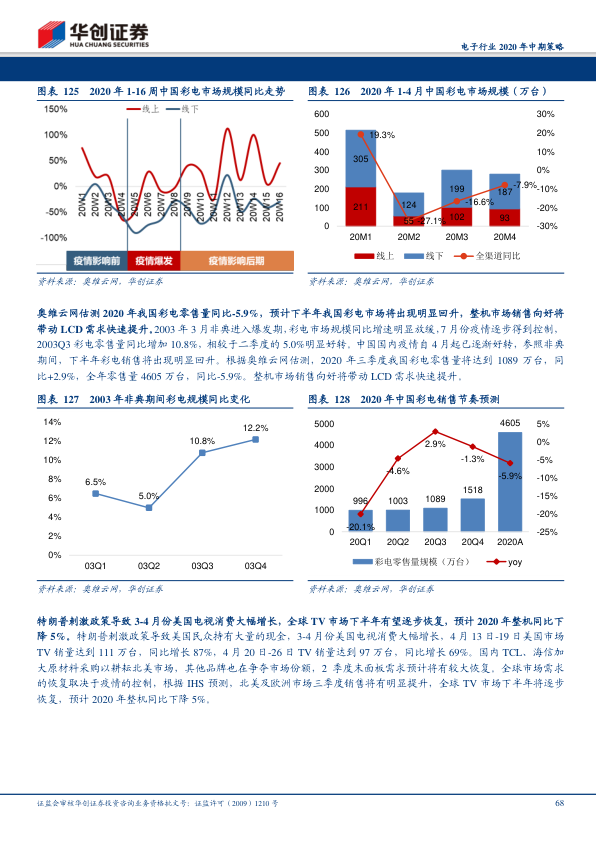 华创证券
HUA CHUANG SECURITIES
电子行业 2020 年中期策略
图表 125 2020 年 1-16 周中国彩电市场规模同比走势
150%
100%
50%
0%
-50%
-100%
线上 线下
20W1 20W2 20W3 20W4 20W5 20W6 20W7 20W8 20W9 20W10 20W11 20W12 20W13 20W14 20W15 20W16
疫情影响前 疫情爆发 疫情影响后期
资料来源：奥维云网，华创证券
图表 126 2020 年 1-4 月中国彩电市场规模（万台）
600 30%
500 20%
400 10%
300 0%
200 -10%
100 -20%
0 -30%
19.3% -27.1% -16.6% -7.9%
305 124 199 187
211 55 102 93
20M1 20M2 20M3 20M4
线上 线下 全渠道同比
资料来源：奥维云网，华创证券
奥维云网估测 2020 年我国彩电零售量同比-5.9%，预计下半年我国彩电市场将出现明显回升，整机市场销售向好将
带动 LCD 需求快速提升。2003 年 3 月非典进入爆发期，彩电市场规模同比增速明显放缓，7 月份疫情逐步得到控制，
2003Q3 彩电零售量同比增加 10.8%，相较于二季度的 5.0%明显好转。中国国内疫情自 4 月起已逐渐好转，参照非典
期间，下半年彩电销售将出现明显回升。根据奥维云网估测，2020 年三季度我国彩电零售量将达到 1089 万台，同
比+2.9%，全年零售量 4605 万台，同比-5.9%。整机市场销售向好将带动 LCD 需求快速提升。
图表 127 2003 年非典期间彩电规模同比变化
14%
12%
10%
8%
6%
4%
2%
0%
6.5% 5.0% 10.8% 12.2%
03Q1 03Q2 03Q3 03Q4
资料来源：奥维云网，华创证券
图表 128 2020 年中国彩电销售节奏预测
5000 5%
4000 0%
3000 -5%
2000 -10%
1000 -15%
0 -20%
-25%
996 1003 1089 1518 4605
-20.1% -4.6% 2.9% -1.3% -5.9%
20Q1 20Q2 20Q3 20Q4 2020A
彩电零售量规模（万台） yoy
资料来源：奥维云网，华创证券
特朗普刺激政策导致 3-4 月份美国电视消费大幅增长，全球 TV 市场下半年有望逐步恢复，预计 2020 年整机同比下
降 5%。特朗普刺激政策导致美国民众持有大量的现金，3-4 月份美国电视消费大幅增长，4 月 13 日-19 日美国市场
TV 销量达到 111 万台，同比增长 87%，4 月 20 日-26 日 TV 销量达到 97 万台，同比增长 69%。国内 TCL、海信加
大原材料采购以耕耘北美市场，其他品牌也在争夺市场份额，2 季度末面板需求预计将有较大恢复。全球市场需求
的恢复取决于疫情的控制，根据 IHS 预测，北美及欧洲市场三季度销售将有明显提升，全球 TV 市场下半年将逐步
恢复，预计 2020 年整机同比下降 5%。
证监会审核华创证券投资咨询业务资格批文号：证监许可（2009）1210 号 68